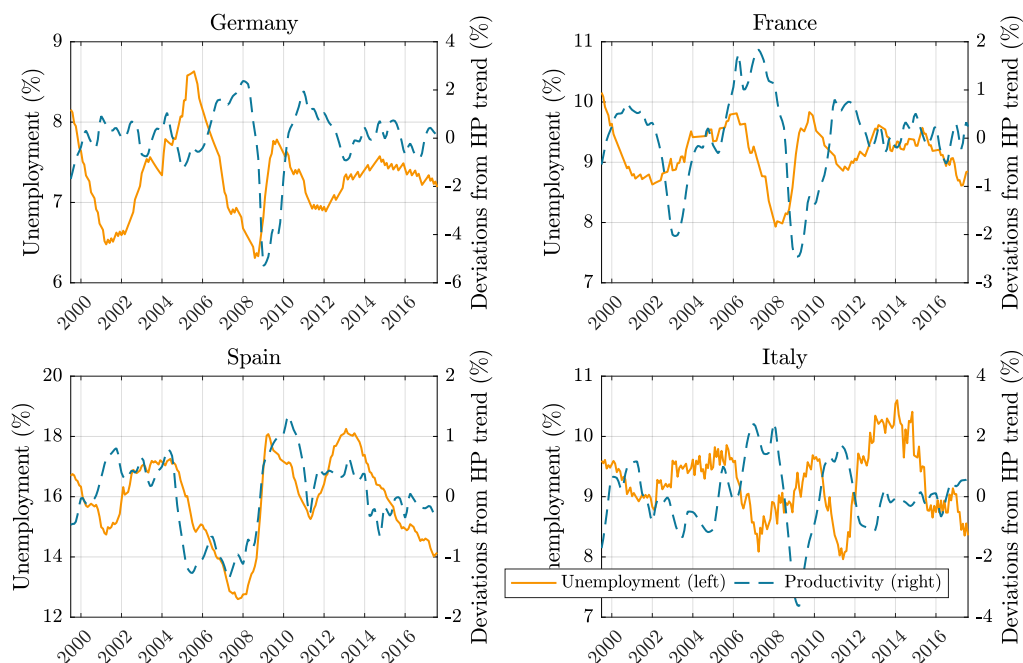 Germany
Unemployment (%)
9
8
7
6
4
2
0
-2
-4
-6
Deviations from HP trend (%)
2000 2002 2004 2006 2008 2010 2012 2014 2016
France
Unemployment (%)
11
10
9
8
7
2
1
0
-1
-2
-3
Deviations from HP trend (%)
2000 2002 2004 2006 2008 2010 2012 2014 2016
Spain
Unemployment (%)
20
18
16
14
12
2
1
0
-1
-2
Deviations from HP trend (%)
2000 2002 2004 2006 2008 2010 2012 2014 2016
Italy
nemployment (%)
11
10
9
8
7
4
2
0
-2
-4
Deviations from HP trend (%)
2000 2002 2004 2006 2008 2010 2012 2014 2016
Unemployment (left) Productivity (right)